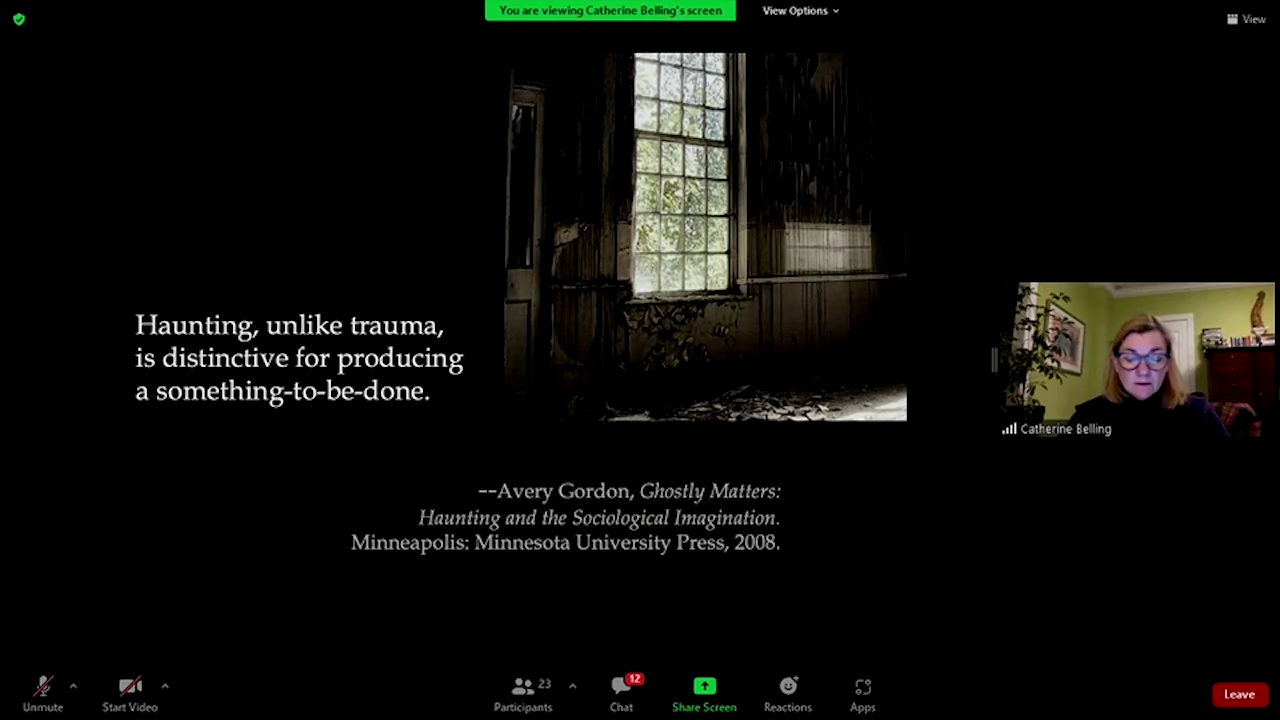 You are viewing Catherine Belling's screen
View Options
View
Haunting, unlike trauma,
is distinctive for producing
a something-to-be-done.
Catherine Belling
--Avery Gordon, Ghostly Matters:
Haunting and the Sociological Imagination.
Minneapolis: Minnesota University Press, 2008.
Unmute
Start Video
23
Participants
12
Chat
Share Screen
Reactions
Apps
Leave